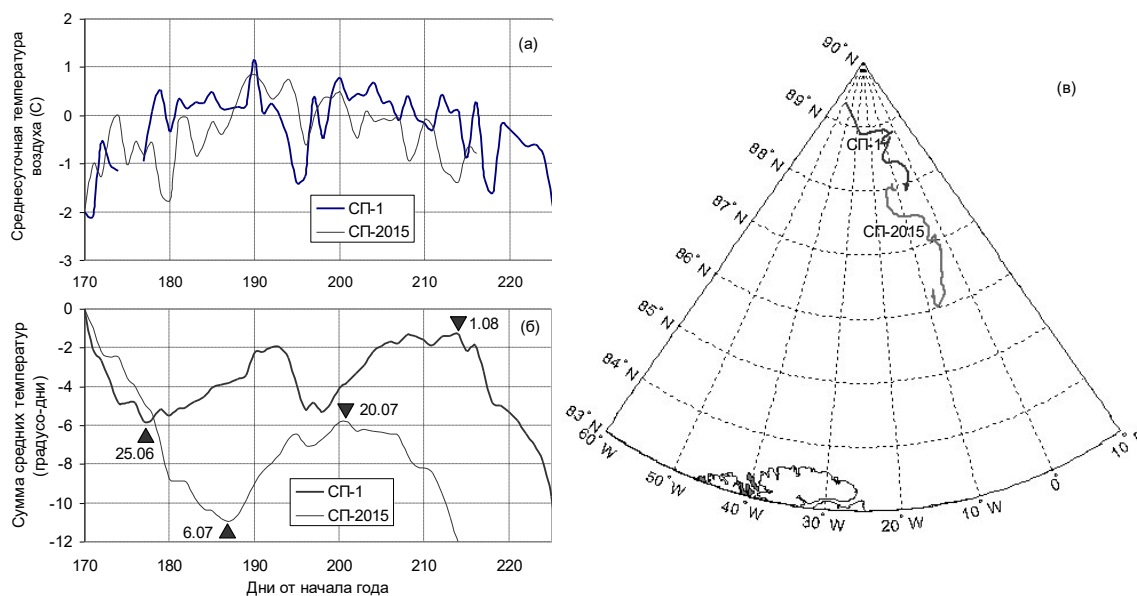 Среднесуточная температура
воздуха (С)
2
1
0
-1
-2
-3
(а)
СП-1
СП-2015
170 180 190 200 210 220
Сумма средних температур
(градусо-дни)
0
-2
-4
-6
-8
-10
-12
(б)
1.08
20.07
25.06
6.07
СП-1
СП-2015
170 180 190 200 210 220
Дни от начала года
(в)
90° N
89° N
88° N
87° N
86° N
85° N
84° N
83° N
СП-1
СП-2015
60° W
50° W
40° W
30° W
20° W
10° W
0
10°